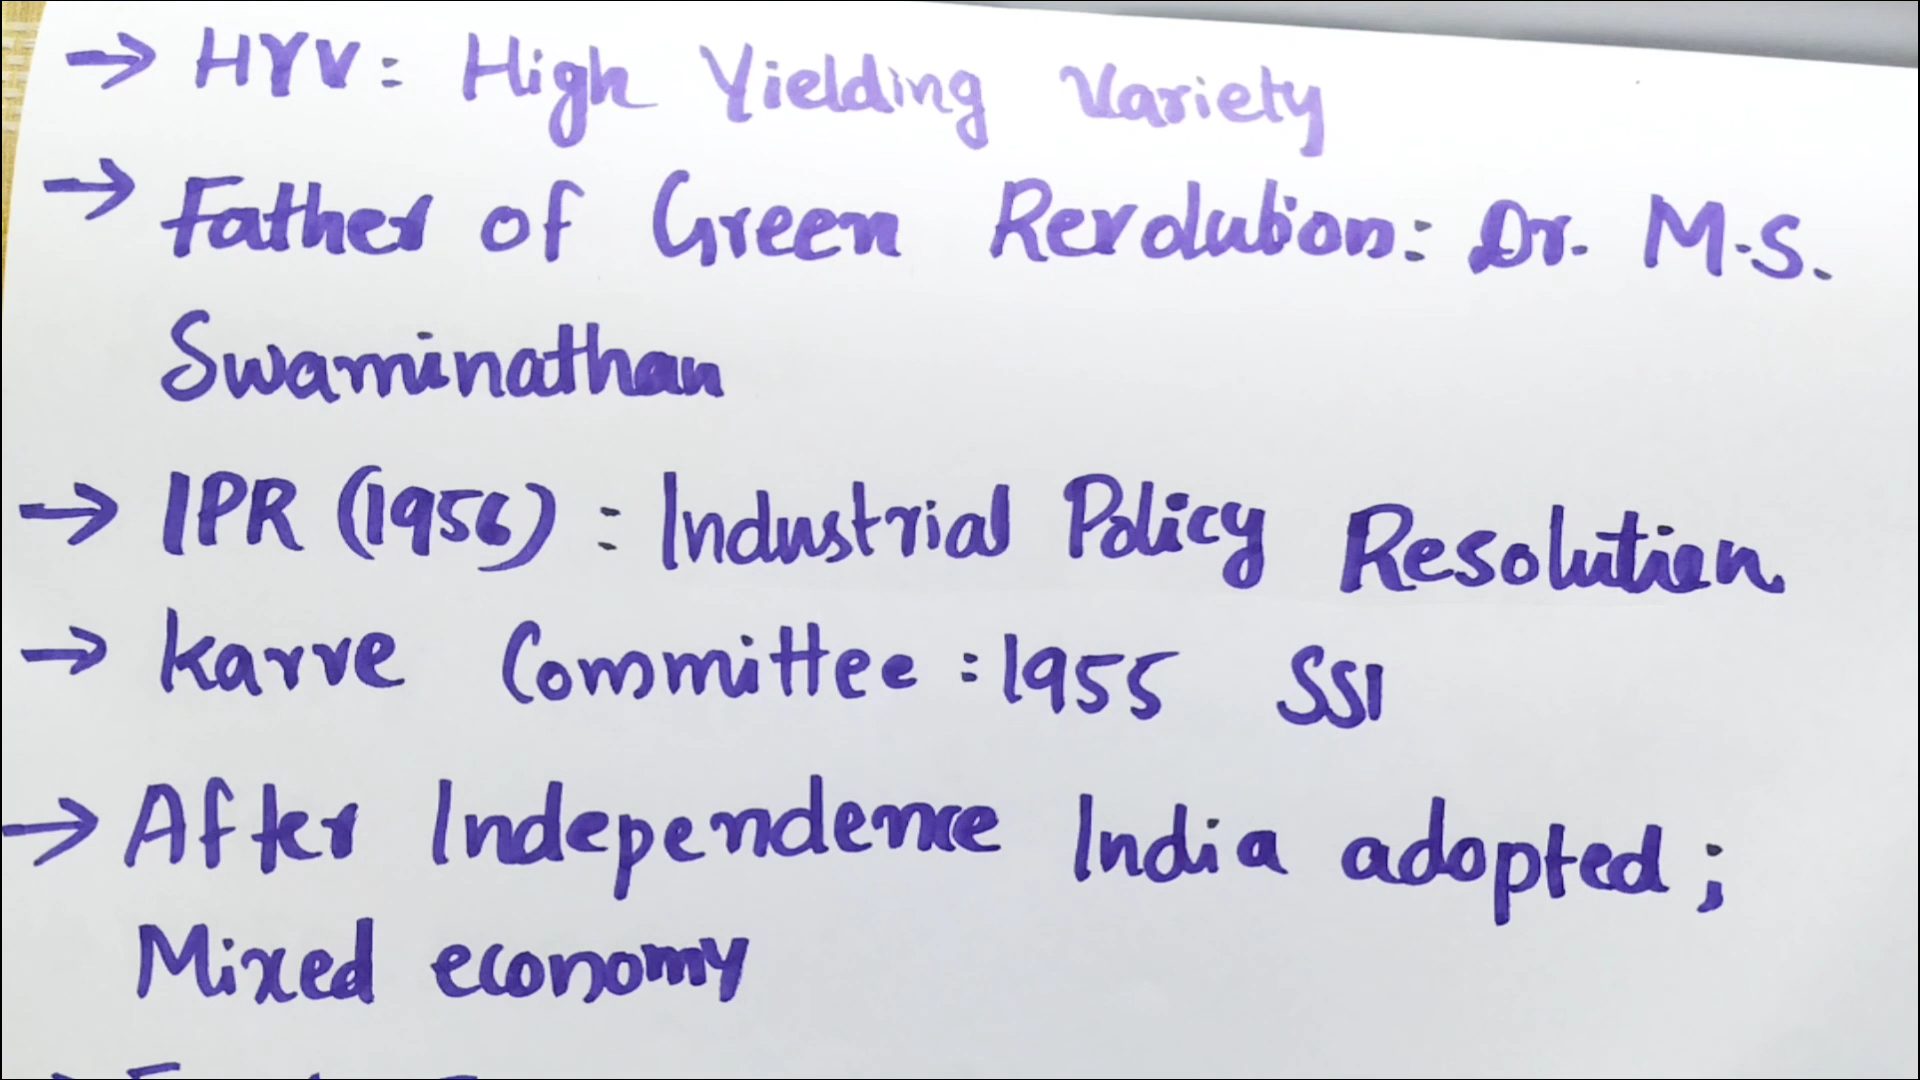 → HYV: High Yielding Variety
→ Father of Green Revolution: Dr. M.S.
Swaminathan
→ IPR (1956) : Industrial Policy Resolution
→ Karve Committee : 1955 SSI
→ After Independence India adopted ;
Mixed economy